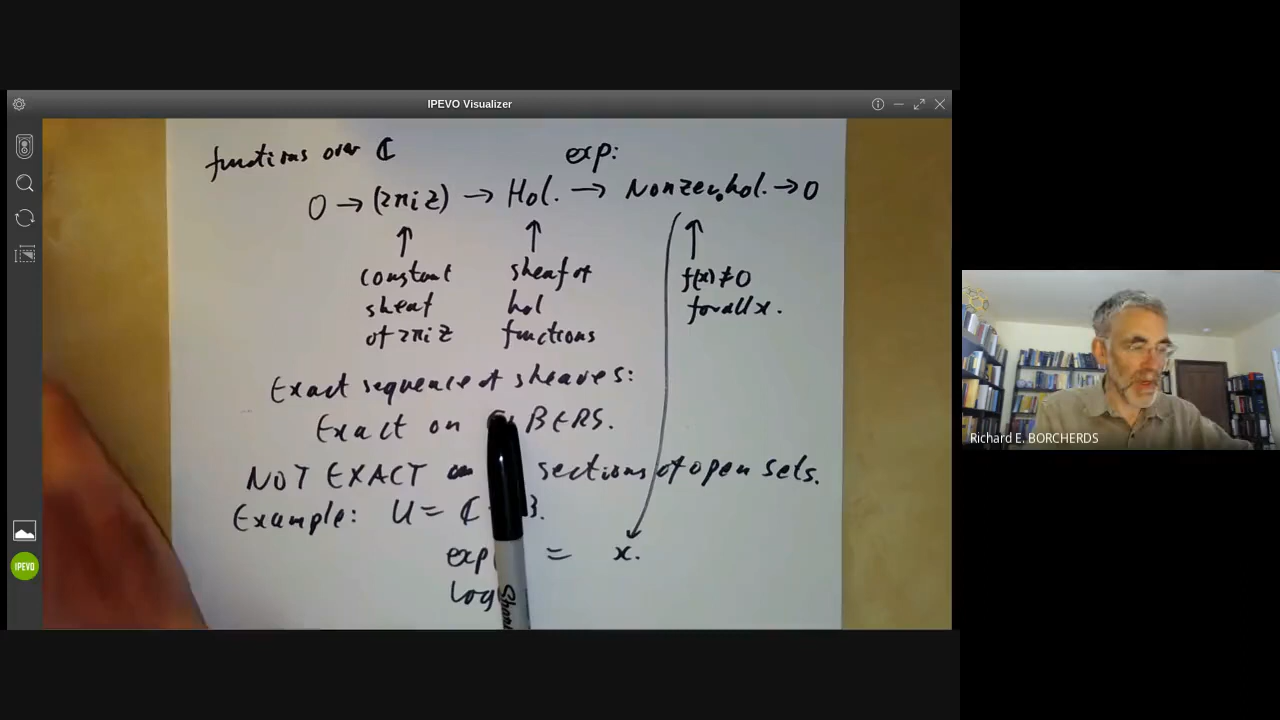 IPEVO Visualizer
functions over ℂ
exp:
0 → (2πiZ) → Hol. → Nonzero hol. → 0
constant sheaf of f(x) ≠ 0
sheaf hol for all x.
of 2πiZ functions
Exact sequence of sheaves:
Exact on BERS.
NOT EXACT on sections of open sets.
Example: U = ℂ
exp = x.
log
IPEVO
Richard E. BORCHERDS